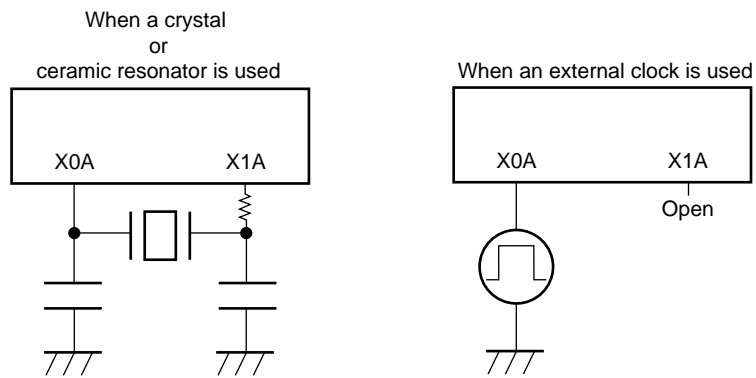 When a crystal
or
ceramic resonator is used
X0A
X1A
When an external clock is used
X0A
X1A
Open